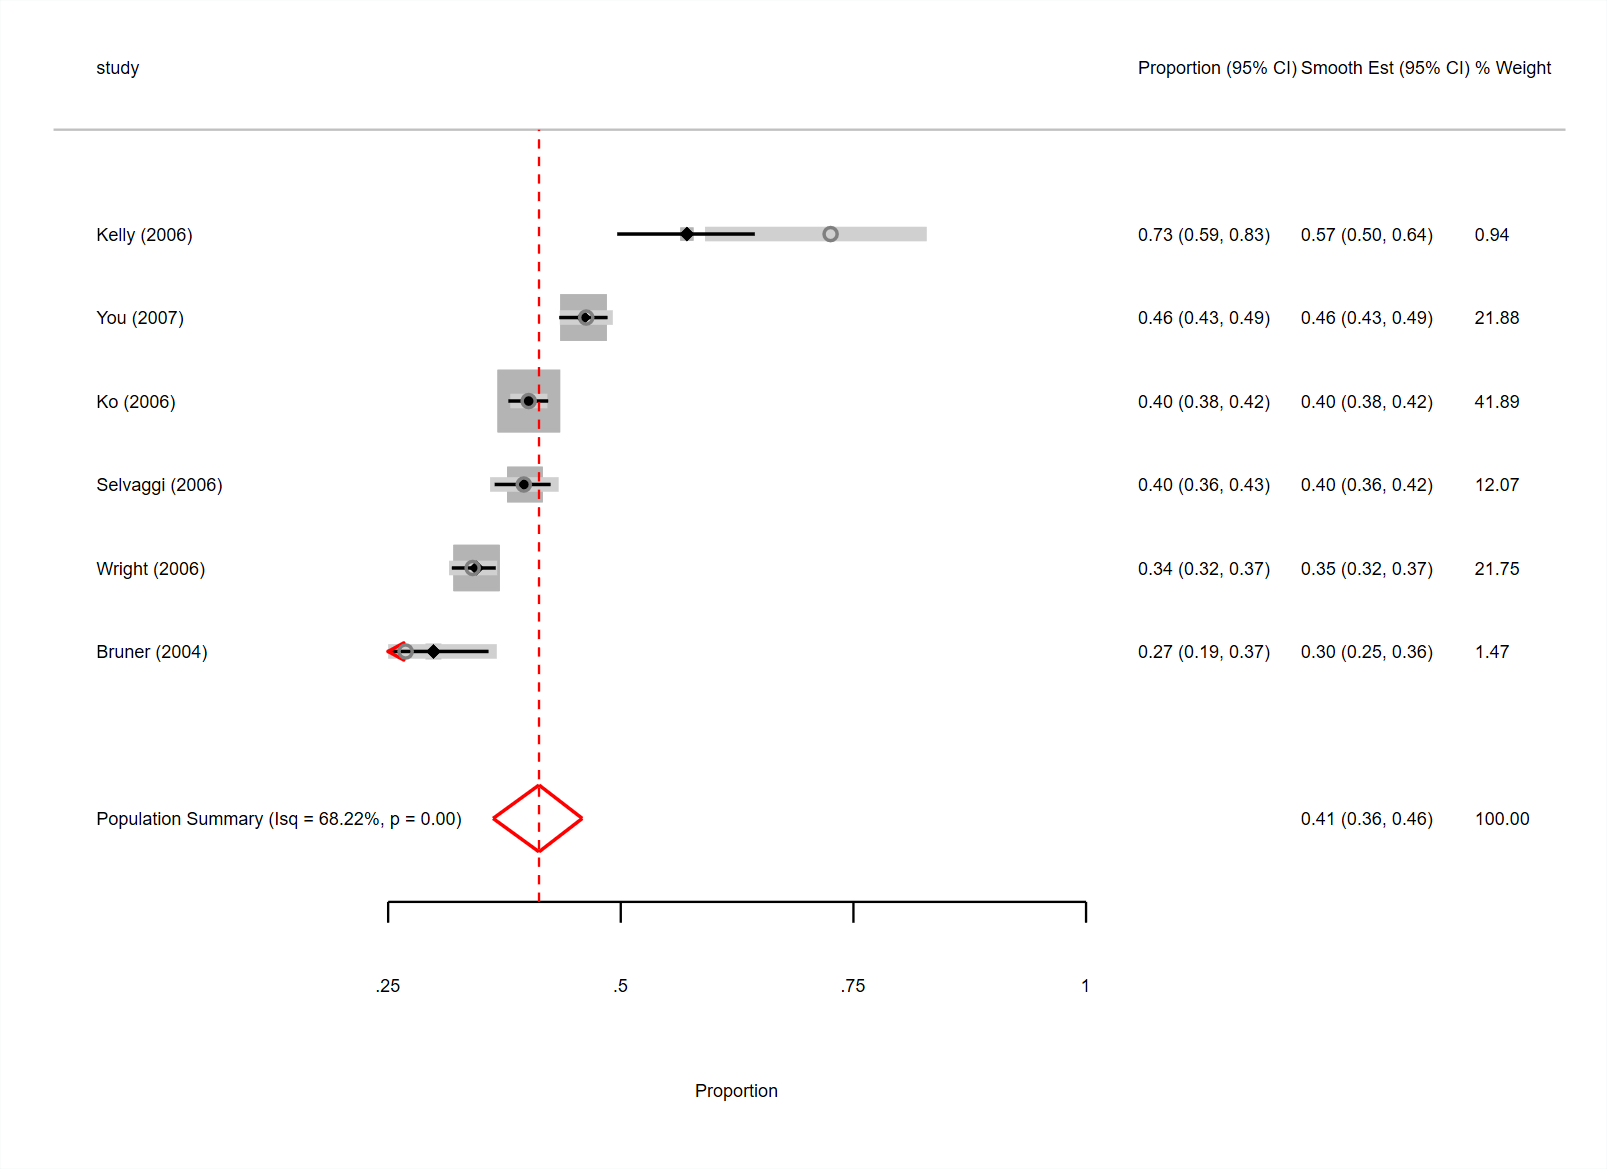 study Proportion (95% CI) Smooth Est (95% CI) % Weight
Kelly (2006) 0.73 (0.59, 0.83) 0.57 (0.50, 0.64) 0.94
You (2007) 0.46 (0.43, 0.49) 0.46 (0.43, 0.49) 21.88
Ko (2006) 0.40 (0.38, 0.42) 0.40 (0.38, 0.42) 41.89
Selvaggi (2006) 0.40 (0.36, 0.43) 0.40 (0.36, 0.42) 12.07
Wright (2006) 0.34 (0.32, 0.37) 0.35 (0.32, 0.37) 21.75
Bruner (2004) 0.27 (0.19, 0.37) 0.30 (0.25, 0.36) 1.47
Population Summary (Isq = 68.22%, p = 0.00) 0.41 (0.36, 0.46) 100.00
.25 .5 .75 1
Proportion